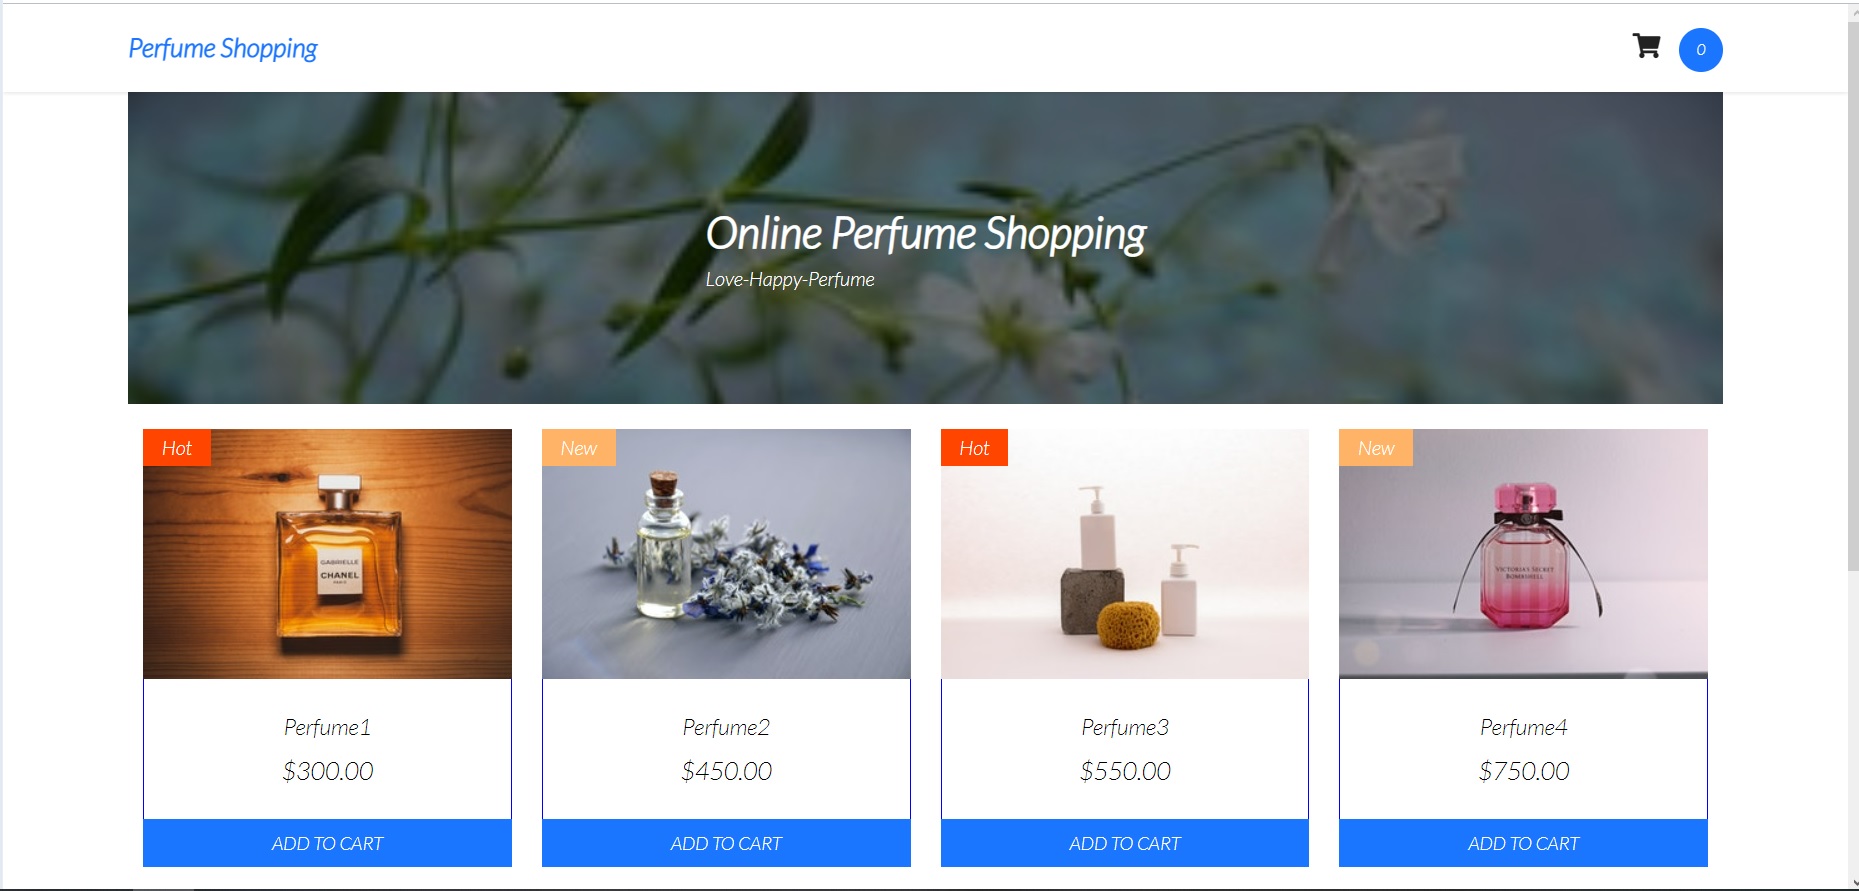 Perfume Shopping
0
Online Perfume Shopping
Love-Happy-Perfume
Hot
New
Hot
New
GABRIELLE
CHANEL
PARIS
VICTORIA'S SECRET
BOMBSHELL
Perfume1
Perfume2
Perfume3
Perfume4
$300.00
$450.00
$550.00
$750.00
ADD TO CART
ADD TO CART
ADD TO CART
ADD TO CART